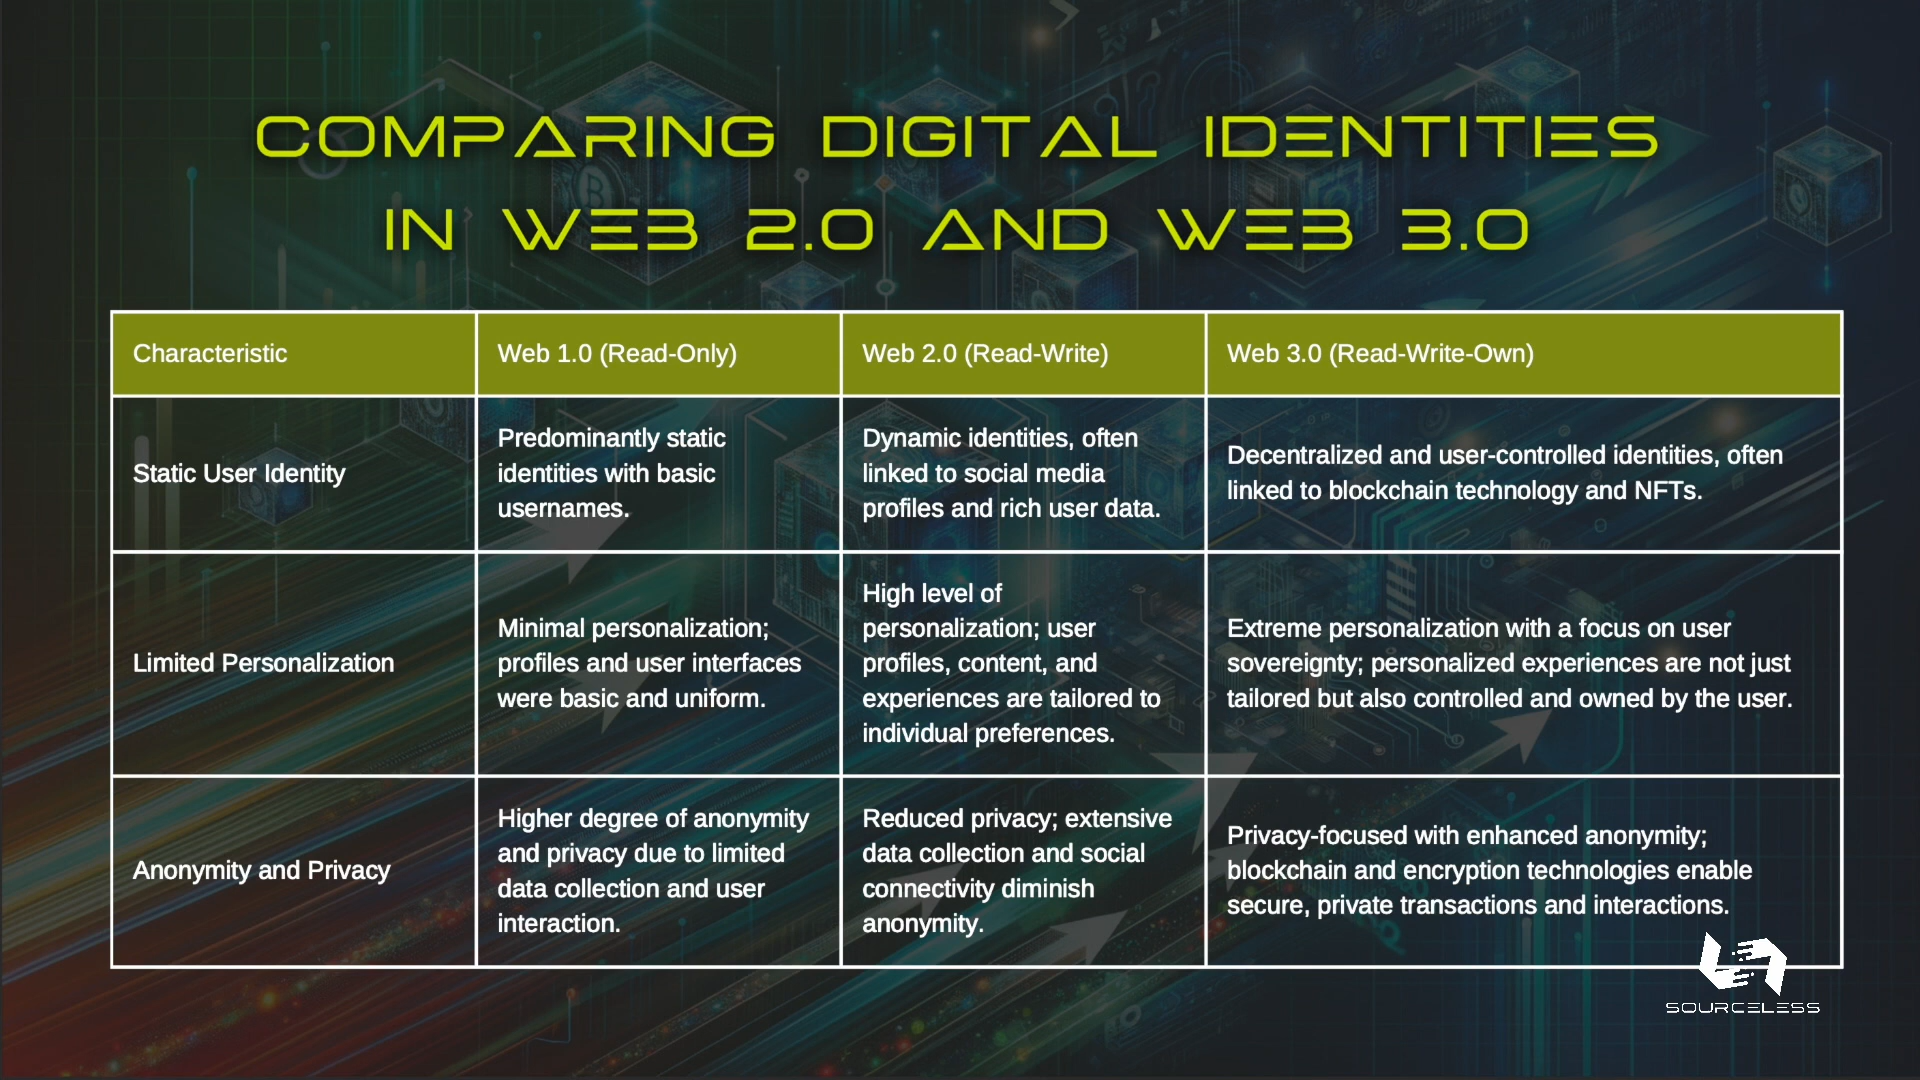 COMPARING DIGITAL IDENTITIES
IN WEB 2.0 AND WEB 3.0
Characteristic
Web 1.0 (Read-Only)
Web 2.0 (Read-Write)
Web 3.0 (Read-Write-Own)
Static User Identity
Predominantly static
identities with basic
usernames.
Dynamic identities, often
linked to social media
profiles and rich user data.
Decentralized and user-controlled identities, often
linked to blockchain technology and NFTs.
Limited Personalization
Minimal personalization;
profiles and user interfaces
were basic and uniform.
High level of
personalization; user
profiles, content, and
experiences are tailored to
individual preferences.
Extreme personalization with a focus on user
sovereignty; personalized experiences are not just
tailored but also controlled and owned by the user.
Anonymity and Privacy
Higher degree of anonymity
and privacy due to limited
data collection and user
interaction.
Reduced privacy; extensive
data collection and social
connectivity diminish
anonymity.
Privacy-focused with enhanced anonymity;
blockchain and encryption technologies enable
secure, private transactions and interactions.
SOURCELESS